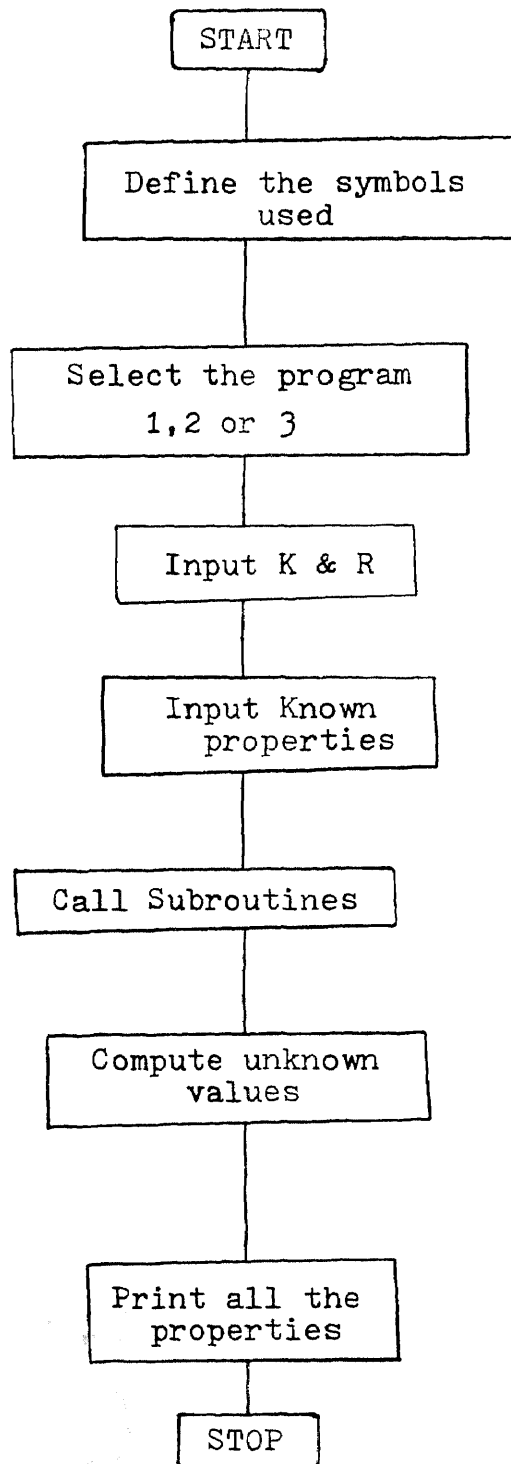 START
Define the symbols
used
Select the program
1,2 or 3
Input K & R
Input Known
properties
Call Subroutines
Compute unknown
values
Print all the
properties
STOP